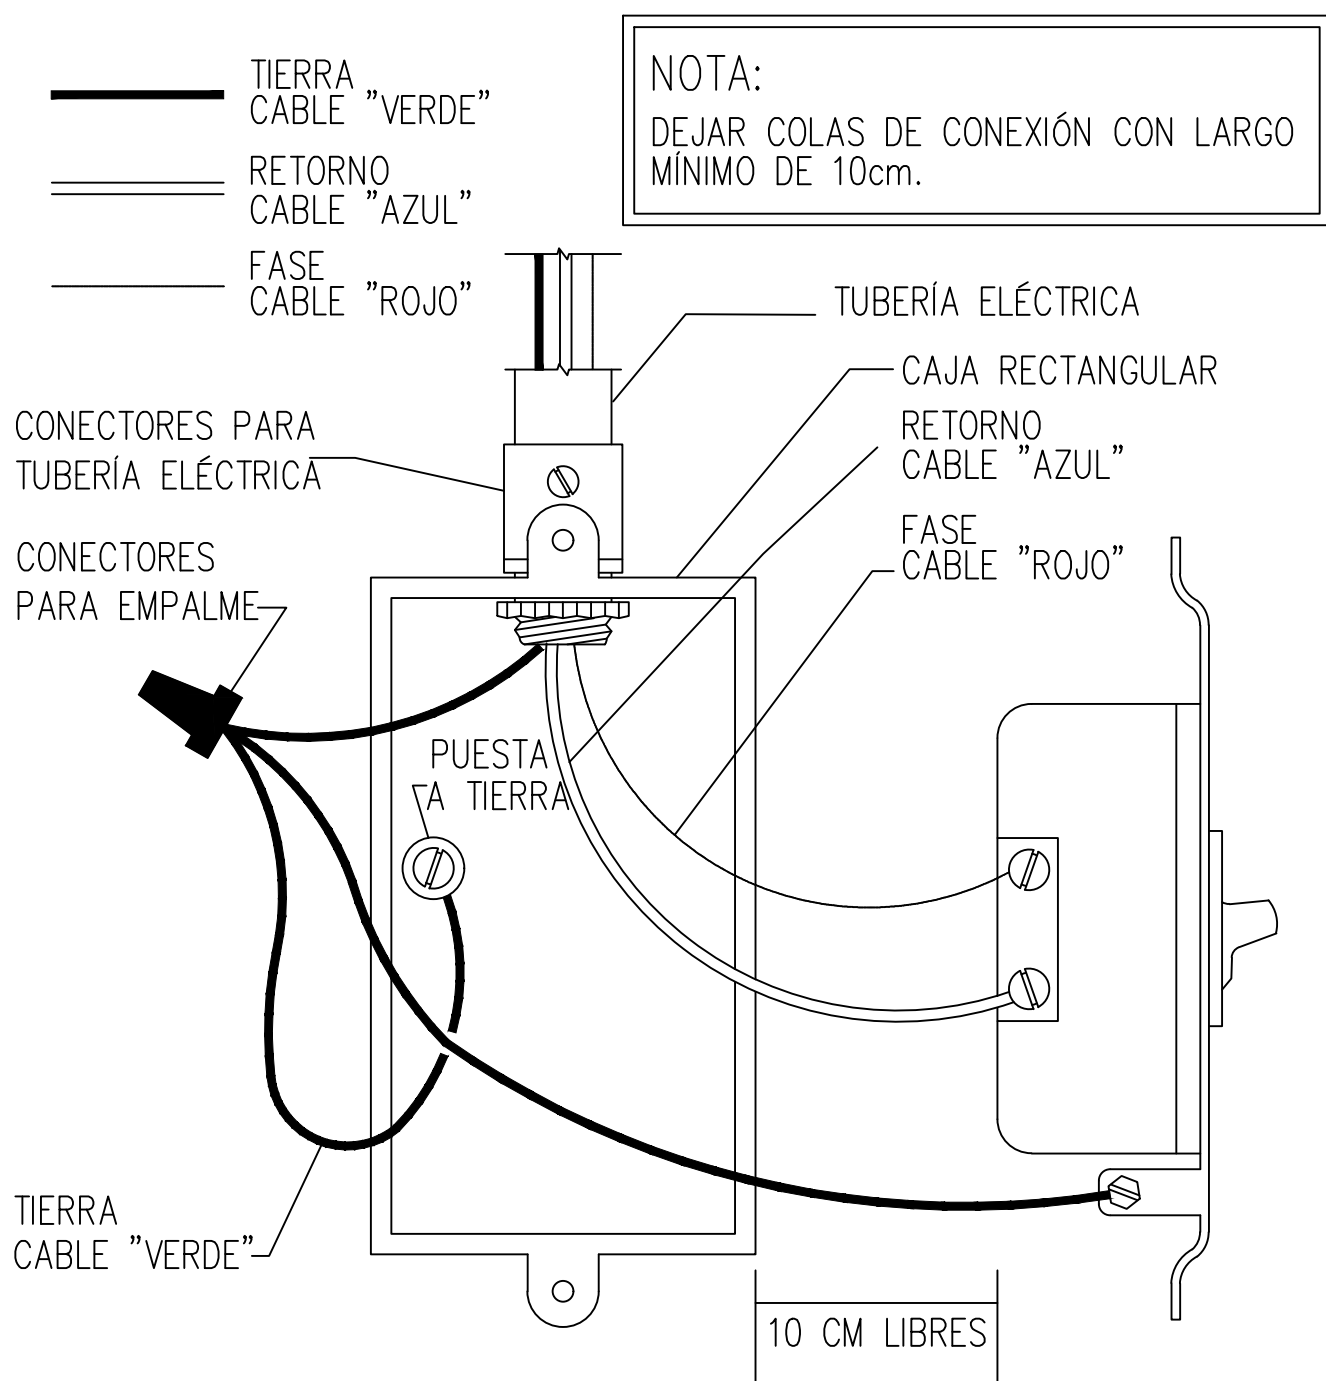 TIERRA
CABLE "VERDE"
RETORNO
CABLE "AZUL"
FASE
CABLE "ROJO"
NOTA:
DEJAR COLAS DE CONEXIÓN CON LARGO
MÍNIMO DE 10cm.
TUBERÍA ELÉCTRICA
CAJA RECTANGULAR
RETORNO
CABLE "AZUL"
FASE
CABLE "ROJO"
CONECTORES PARA
TUBERÍA ELÉCTRICA
CONECTORES
PARA EMPALME
PUESTA
A TIERRA
TIERRA
CABLE "VERDE"
10 CM LIBRES